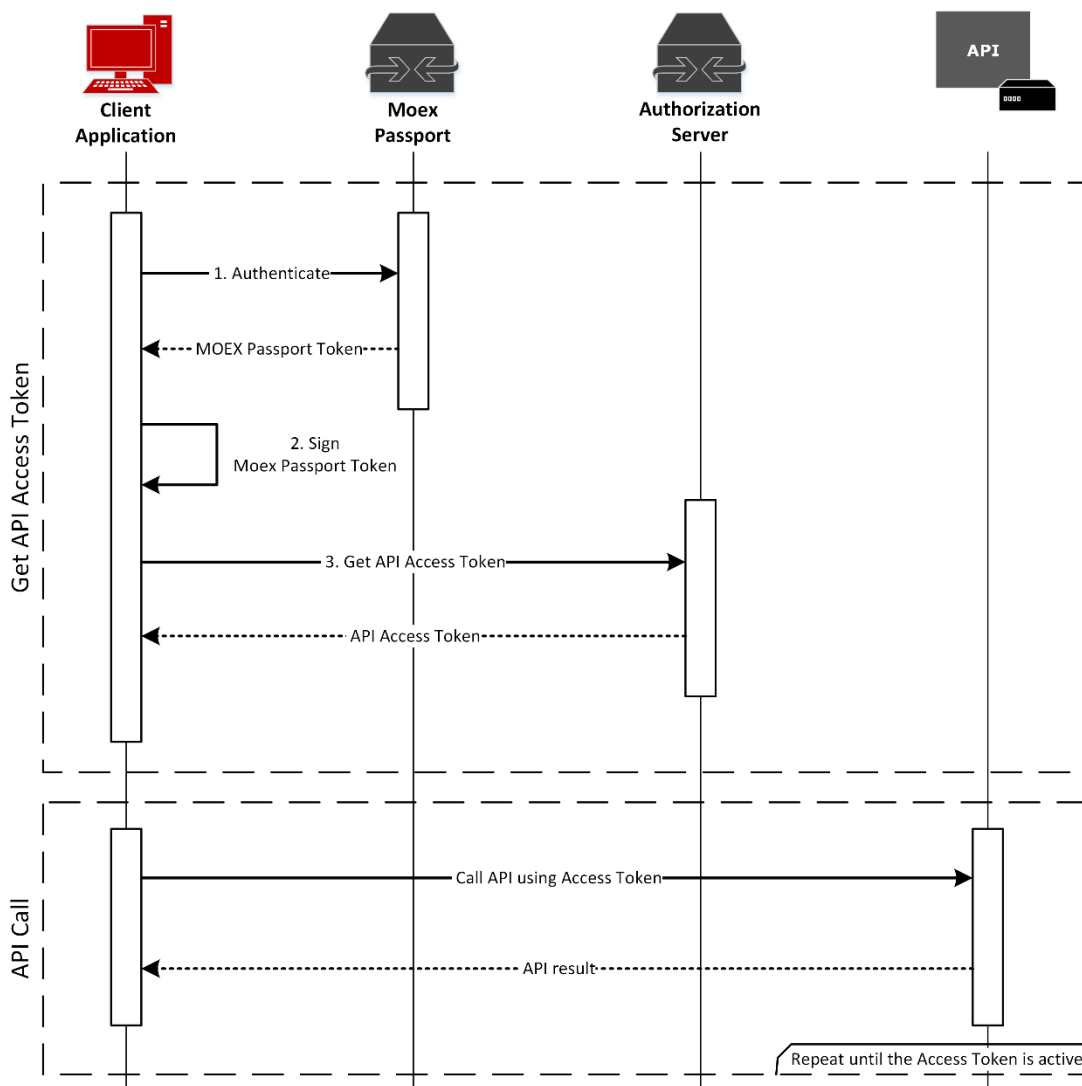 API
Client
Application
Moex
Passport
Authorization
Server
Get API Access Token
1. Authenticate
MOEX Passport Token
2. Sign
Moex Passport Token
3. Get API Access Token
API Access Token
API Call
Call API using Access Token
API result
Repeat until the Access Token is active